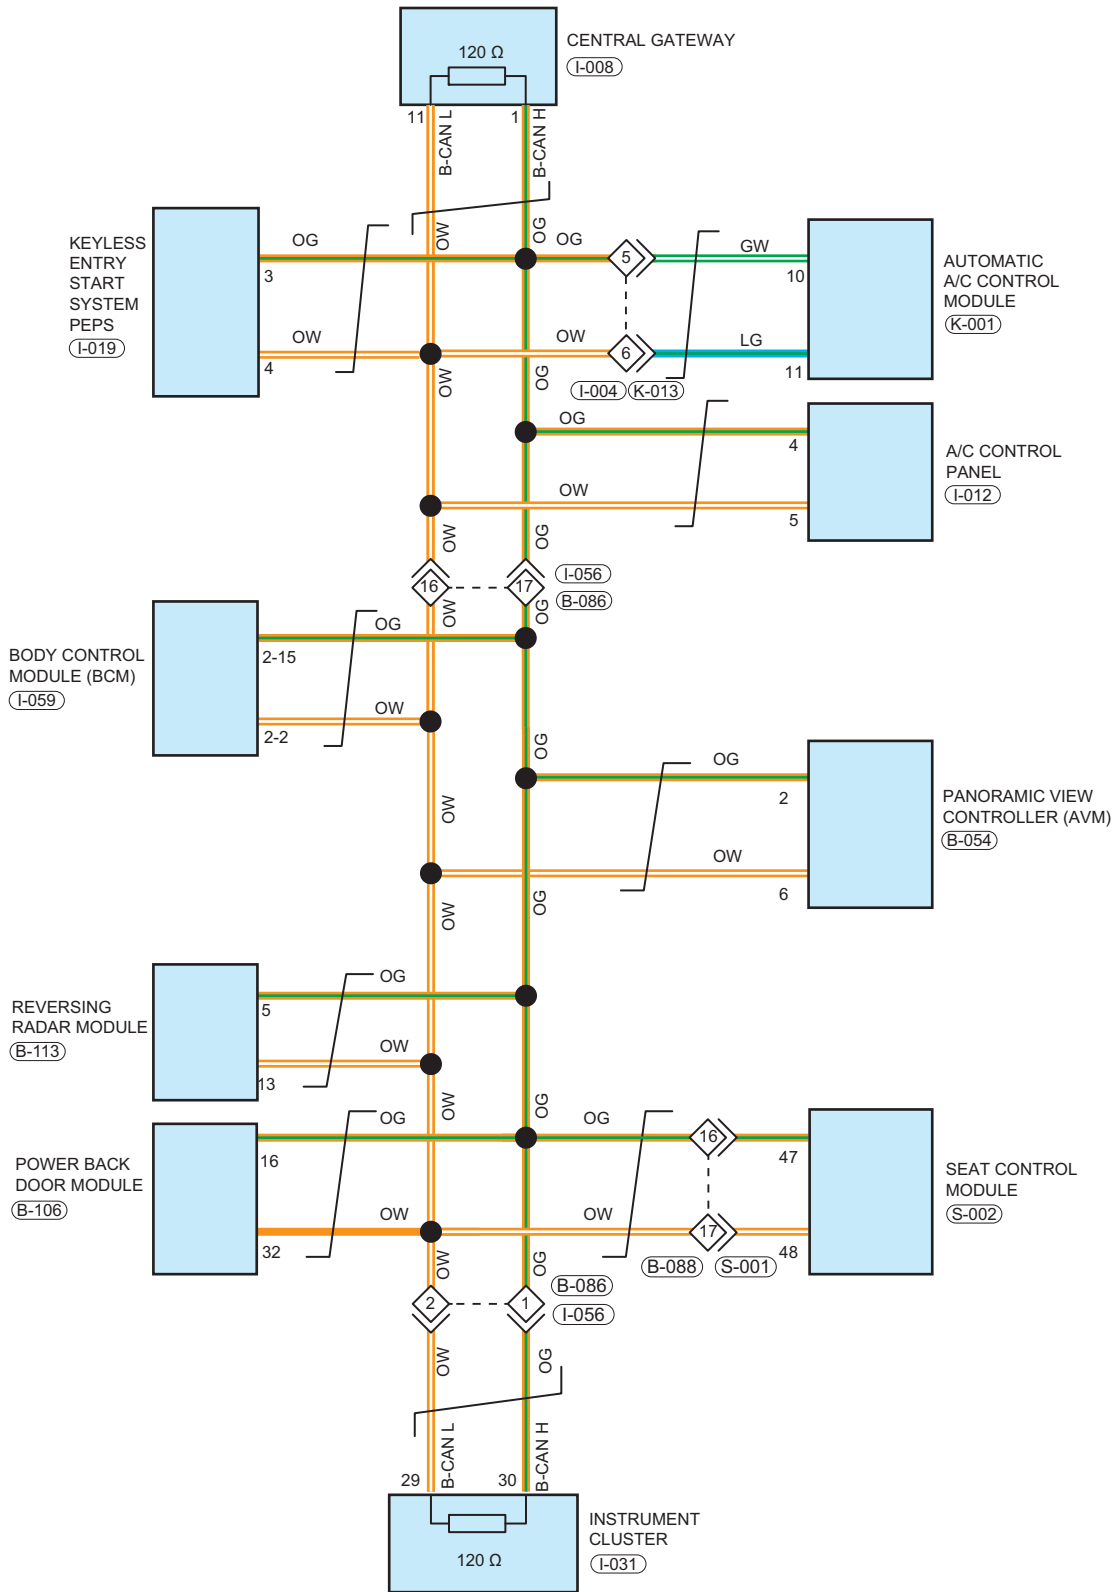 120 Ω
CENTRAL GATEWAY
I-008
11
1
B-CAN L
B-CAN H
OW
OG
KEYLESS
ENTRY
START
SYSTEM
PEPS
I-019
OG
3
OW
4
OG
5
GW
10
OW
6
LG
11
I-004
K-013
AUTOMATIC
A/C CONTROL
MODULE
K-001
OW
OG
OG
4
OW
5
A/C CONTROL
PANEL
I-012
OW
OG
16
17
I-056
B-086
OW
OG
BODY CONTROL
MODULE (BCM)
I-059
OG
2-15
OW
2-2
OG
OW
OG
2
OW
6
PANORAMIC VIEW
CONTROLLER (AVM)
B-054
OW
OG
REVERSING
RADAR MODULE
B-113
OG
5
OW
13
OW
OG
POWER BACK
DOOR MODULE
B-106
OG
16
OW
32
OG
16
47
OW
17
48
B-088
S-001
SEAT CONTROL
MODULE
S-002
OW
OG
2
1
B-086
I-056
OW
OG
B-CAN L
B-CAN H
29
30
120 Ω
INSTRUMENT
CLUSTER
I-031